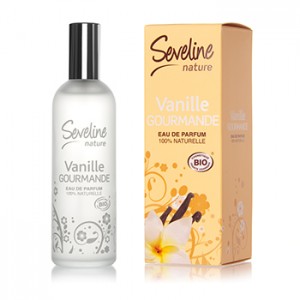 Seveline
nature
Vanille
GOURMANDE
EAU DE PARFUM
100% NATURELLE
BIO
Seveline
nature
Vanille
GOURMANDE
EAU DE PARFUM
100% NATURELLE
BIO